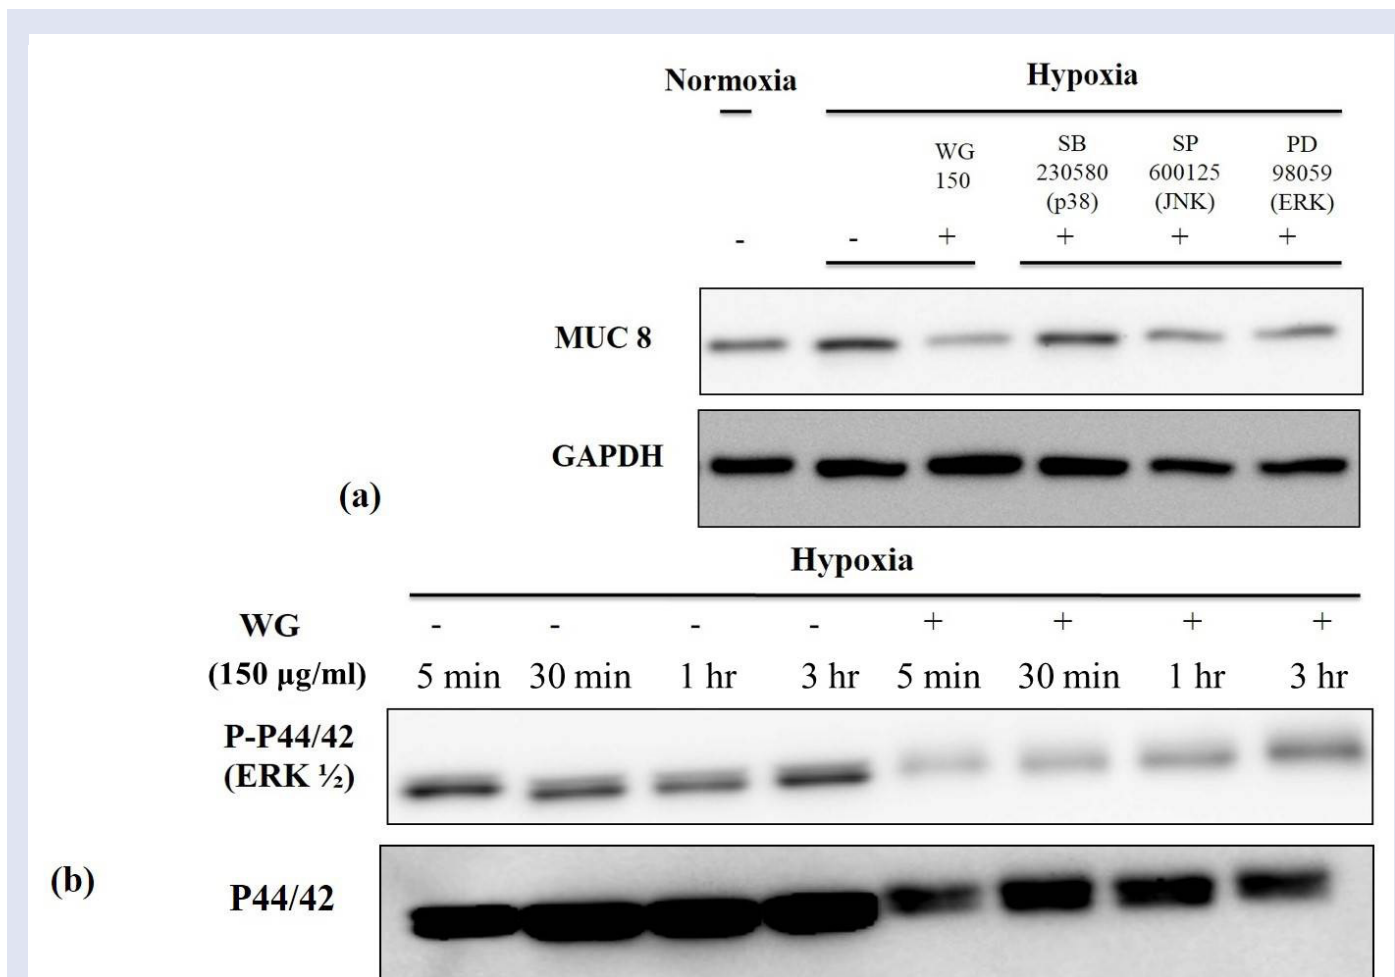 Normoxia Hypoxia
WG
150
SB
230580
(p38)
SP
600125
(JNK)
PD
98059
(ERK)
- - + + + +
MUC 8
GAPDH
(a)
Hypoxia
WG - - - - + + + +
(150 µg/ml) 5 min 30 min 1 hr 3 hr 5 min 30 min 1 hr 3 hr
P-P44/42
(ERK ½)
(b)
P44/42